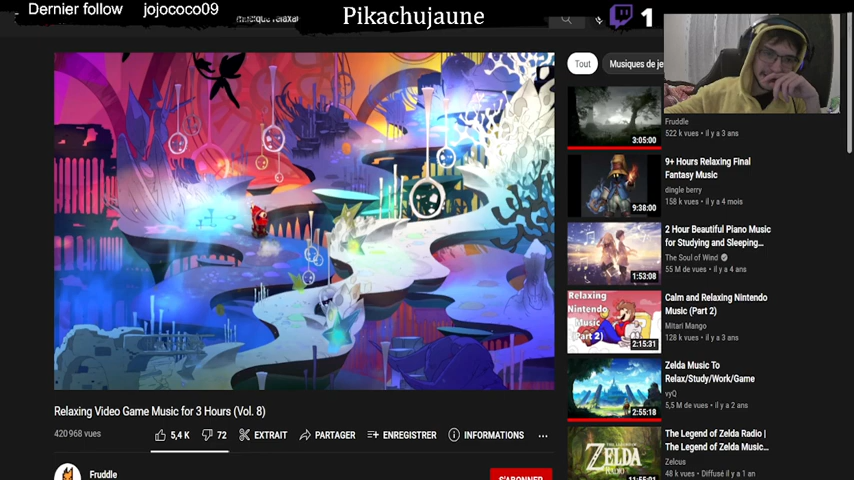 Dernier follow
jojococo09
Pikachujaune
1
Tout
Musiques de je
3:05:00
Fruddle
522 k vues • il y a 3 ans
9+ Hours Relaxing Final
Fantasy Music
dingle berry
158 k vues • il y a 4 mois
9:38:00
2 Hour Beautiful Piano Music
for Studying and Sleeping...
The Soul of Wind
55 M de vues • il y a 4 ans
1:53:08
Relaxing
Nintendo
Music
(Part 2)
2:15:31
Calm and Relaxing Nintendo
Music (Part 2)
Mitari Mango
128 k vues • il y a 3 ans
Zelda Music To
Relax/Study/Work/Game
vyQ
5,5 M de vues • il y a 2 ans
2:55:18
The Legend of Zelda Radio |
The Legend of Zelda Music...
Zelcus
48 k vues • Diffusé il y a 1 an
ZELDA
11:55:01
Relaxing Video Game Music for 3 Hours (Vol. 8)
420 968 vues
5,4 K
72
EXTRAIT
PARTAGER
ENREGISTRER
INFORMATIONS
Fruddle
S'ABONNER